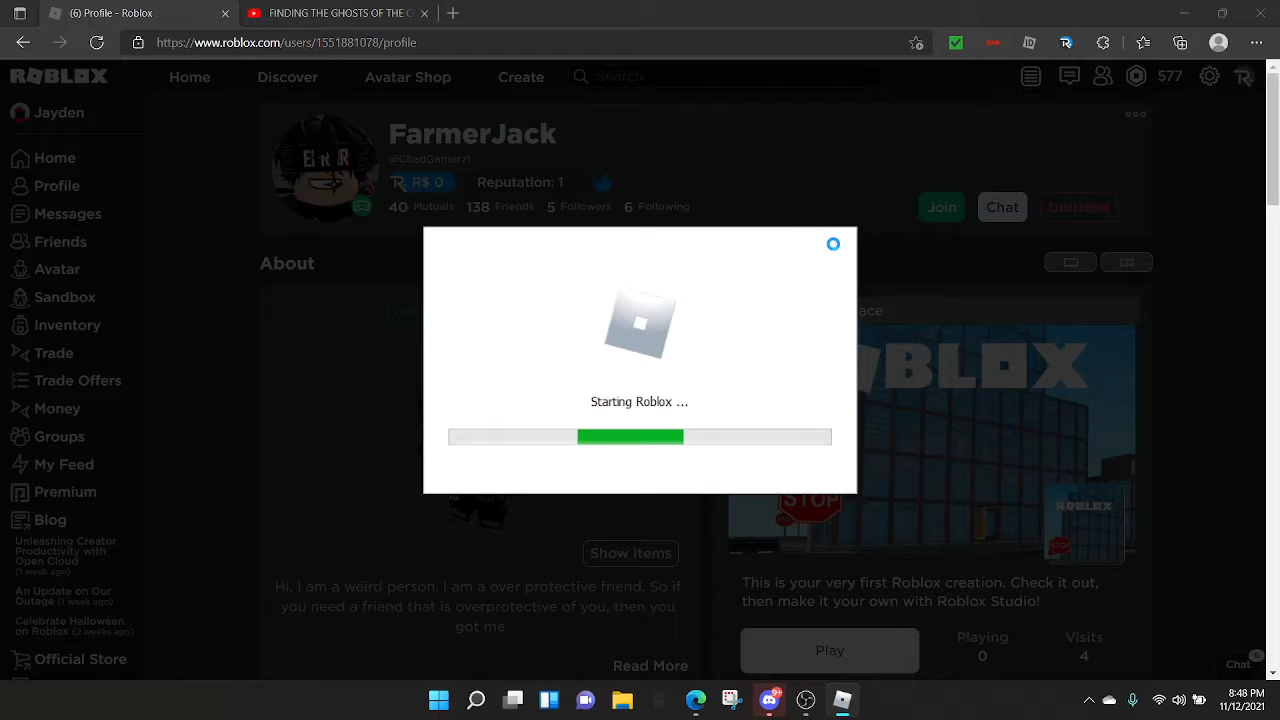 Profile - Roblox
FINDING THE GHOSTS OF THE C
https://www.roblox.com/users/1551881078/profile
ROBLOX
Home
Discover
Avatar Shop
Create
Search
577
Jayden
Home
Profile
Messages
Friends
Avatar
Sandbox
Inventory
Trade
Trade Offers
Money
Groups
My Feed
Premium
Blog
Unleashing Creator
Productivity with
Open Cloud
(1 week ago)
An Update on Our
Outage (1 week ago)
Celebrate Halloween
on Roblox (2 weeks ago)
Official Store
FarmerJack
@ChadGamerz1
R$ 0
Reputation: 1
40 Mutuals
138 Friends
5 Followers
6 Following
Join
Chat
Unfriend
About
Starting Roblox ...
Show Items
Hi, I am a weird person. I am a over protective friend. So if
you need a friend that is overprotective of you, then you
got me
Read More
ROBLOX
STOP
ROBLOX
STOP
This is your very first Roblox creation. Check it out,
then make it your own with Roblox Studio!
Play
Playing
0
Visits
4
Chat
8:48 PM
11/12/2021